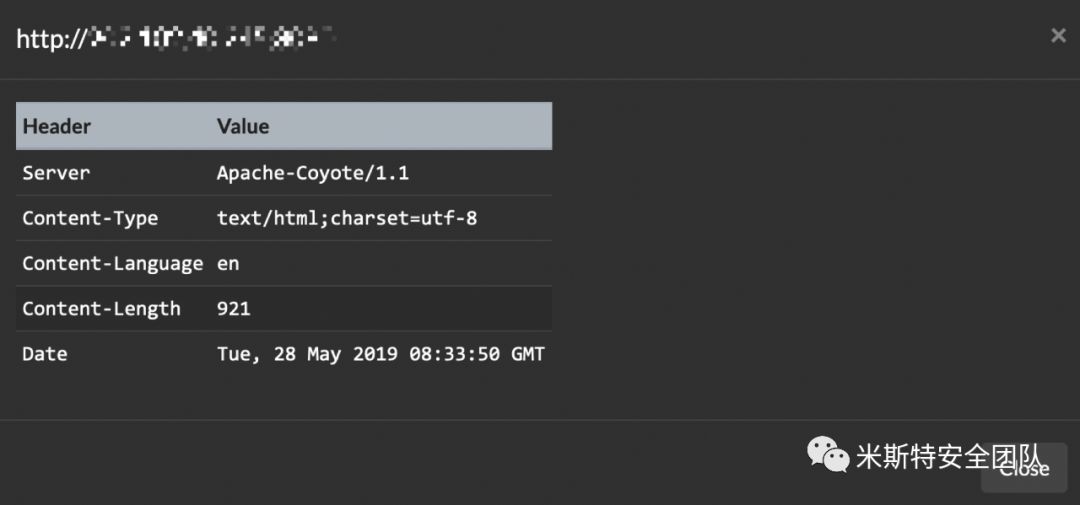 http://
×
Header Value
Server Apache-Coyote/1.1
Content-Type text/html;charset=utf-8
Content-Language en
Content-Length 921
Date Tue, 28 May 2019 08:33:50 GMT
米斯特安全团队
Close